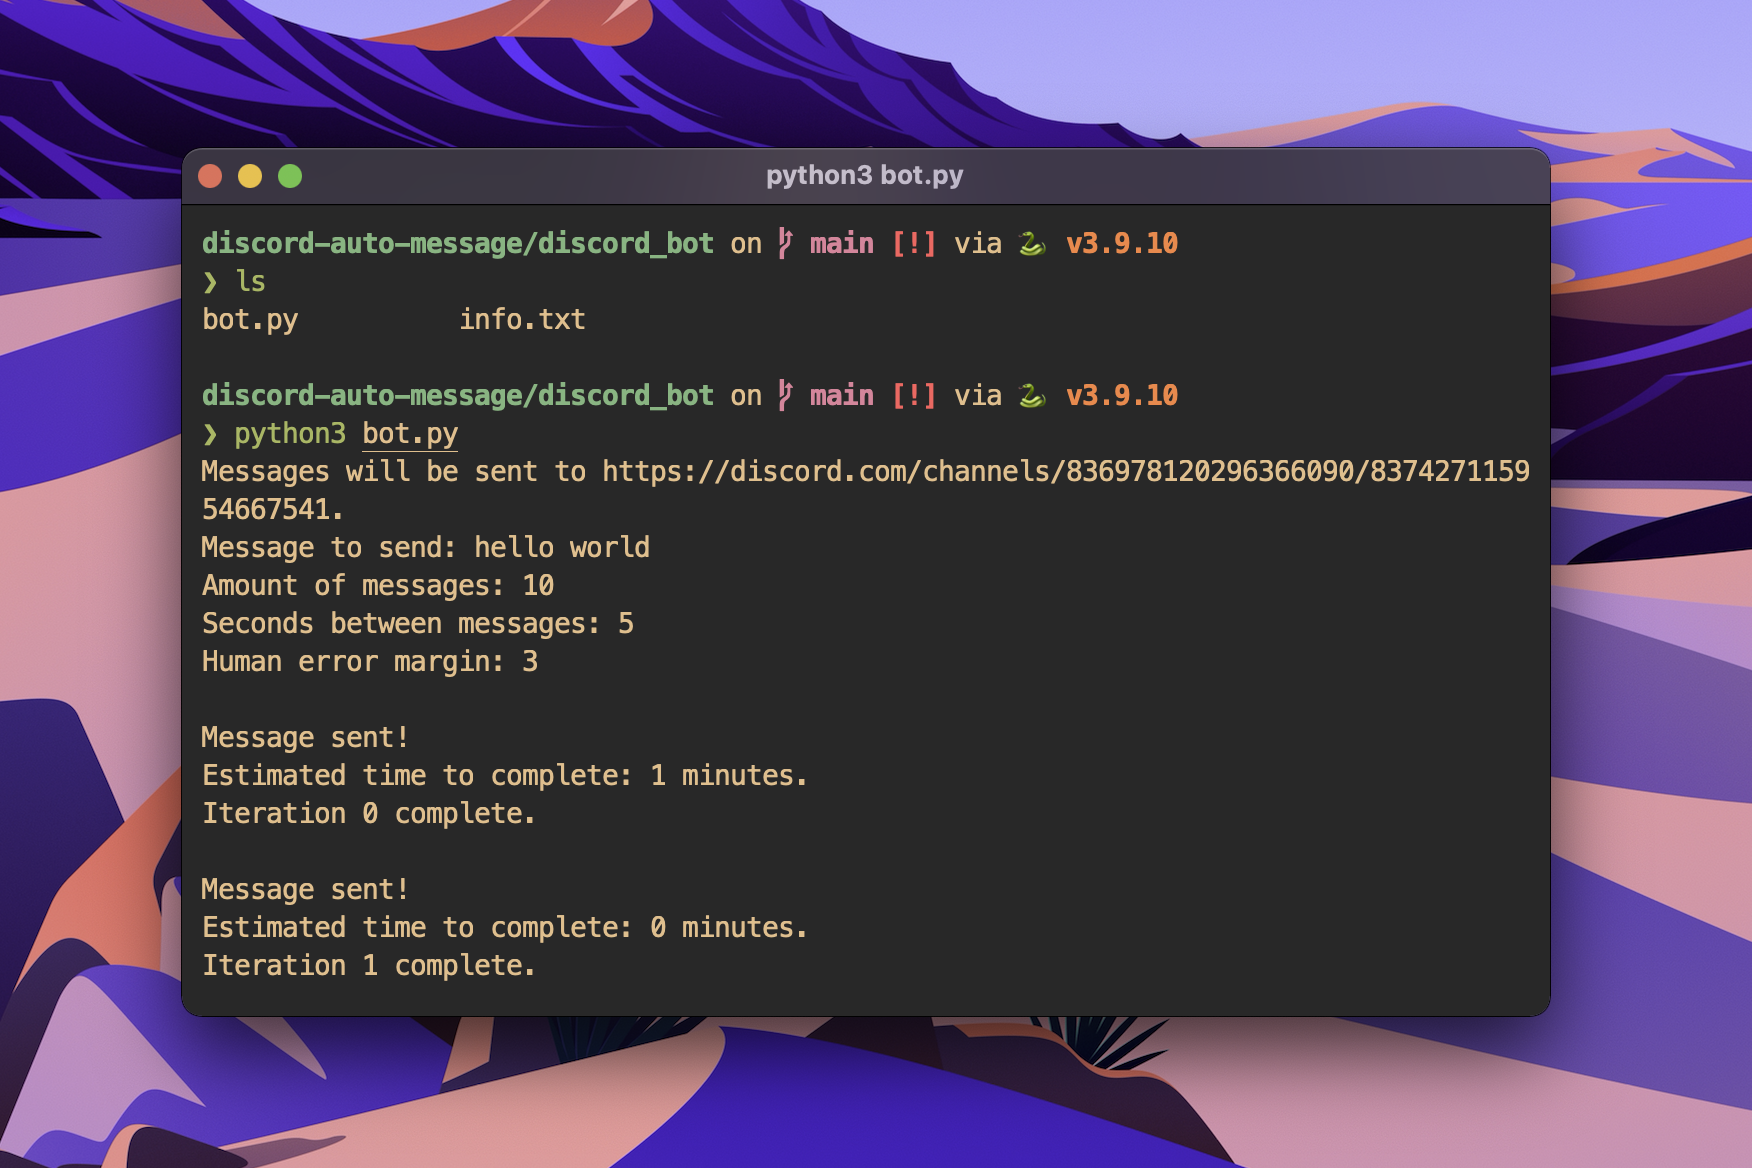 python3 bot.py
discord-auto-message/discord_bot on main [!] via v3.9.10
❯ ls
bot.py info.txt
discord-auto-message/discord_bot on main [!] via v3.9.10
❯ python3 bot.py
Messages will be sent to https://discord.com/channels/836978120296366090/8374271159
54667541.
Message to send: hello world
Amount of messages: 10
Seconds between messages: 5
Human error margin: 3
Message sent!
Estimated time to complete: 1 minutes.
Iteration 0 complete.
Message sent!
Estimated time to complete: 0 minutes.
Iteration 1 complete.